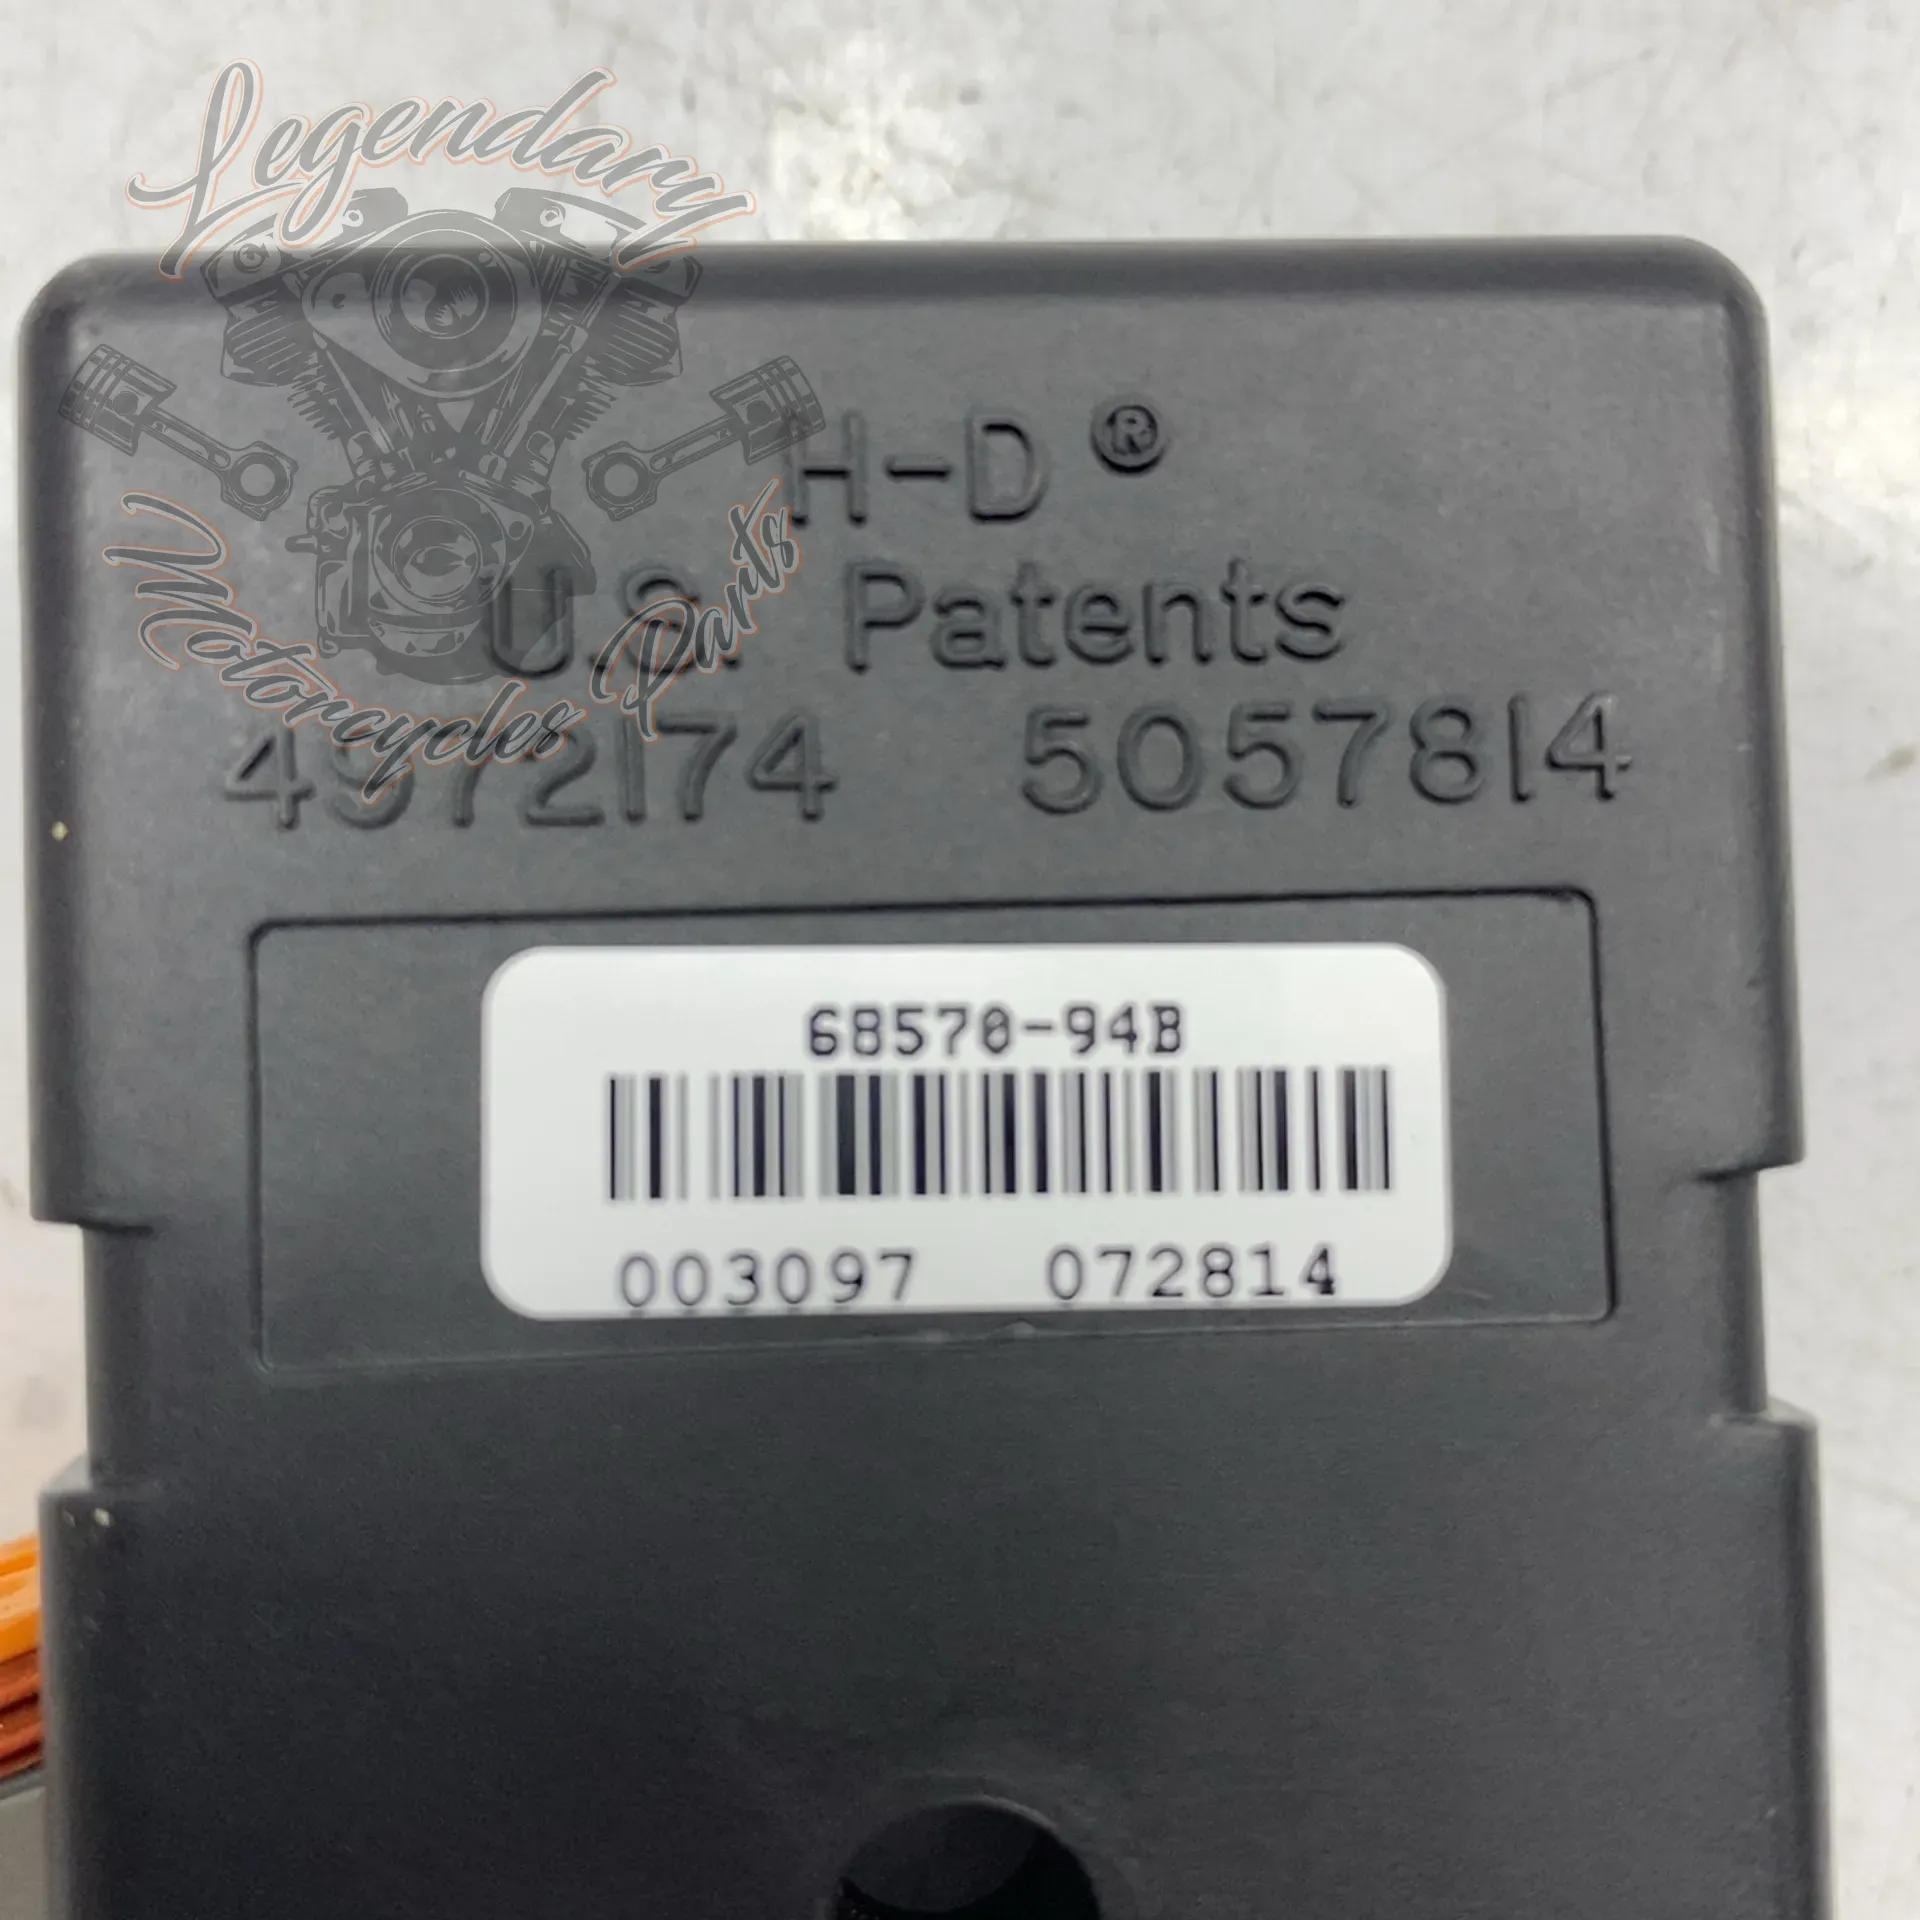 Legendary
Motorcycles Parts
H-D®
U.S. Patents
4972174 5057814
68570-94B
003097 072814